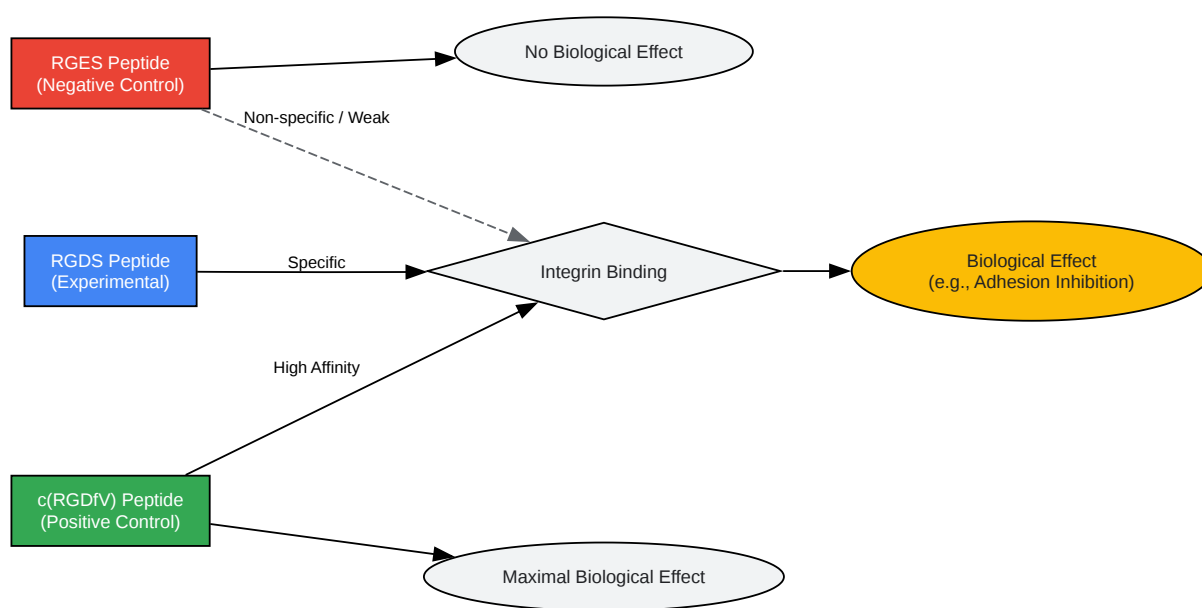 RGES Peptide
(Negative Control)
No Biological Effect
Non-specific / Weak
RGDS Peptide
(Experimental)
Specific
Integrin Binding
Biological Effect
(e.g., Adhesion Inhibition)
High Affinity
c(RGDfV) Peptide
(Positive Control)
Maximal Biological Effect